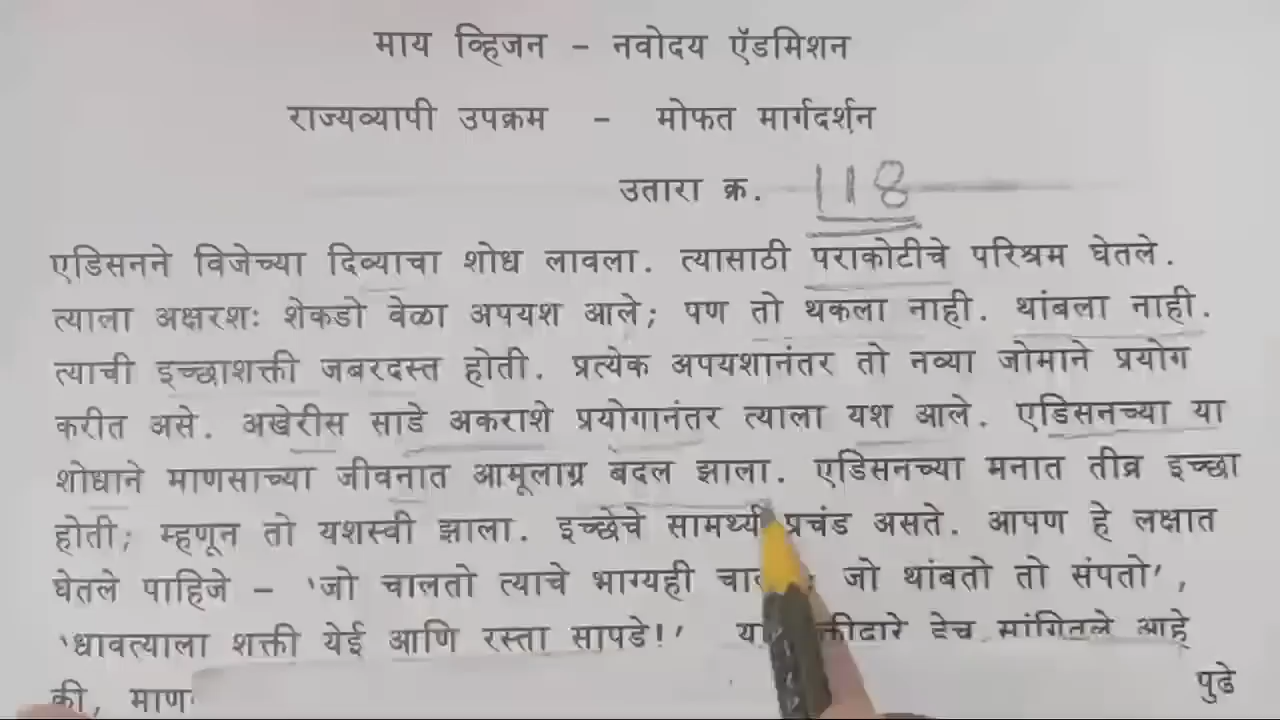 माय व्हिजन - नवोदय ऍडमिशन
राज्यव्यापी उपक्रम - मोफत मार्गदर्शन
उतारा क्र. 118
एडिसनने विजेच्या दिव्याचा शोध लावला. त्यासाठी पराकोटीचे परिश्रम घेतले.
त्याला अक्षरशः शेकडो वेळा अपयश आले; पण तो थकला नाही. थांबला नाही.
त्याची इच्छाशक्ती जबरदस्त होती. प्रत्येक अपयशानंतर तो नव्या जोमाने प्रयोग
करीत असे. अखेरीस साडे अकराशे प्रयोगानंतर त्याला यश आले. एडिसनच्या या
शोधाने माणसाच्या जीवनात आमूलाग्र बदल झाला. एडिसनच्या मनात तीव्र इच्छा
होती; म्हणून तो यशस्वी झाला. इच्छेचे सामर्थ्य प्रचंड असते. आपण हे लक्षात
घेतले पाहिजे - 'जो चालतो त्याचे भाग्यही जो थांबतो तो संपतो',
'धावत्याला शक्ती येई आणि रस्ता सापडे!' हेच सांगितले आहे
की, पुढे